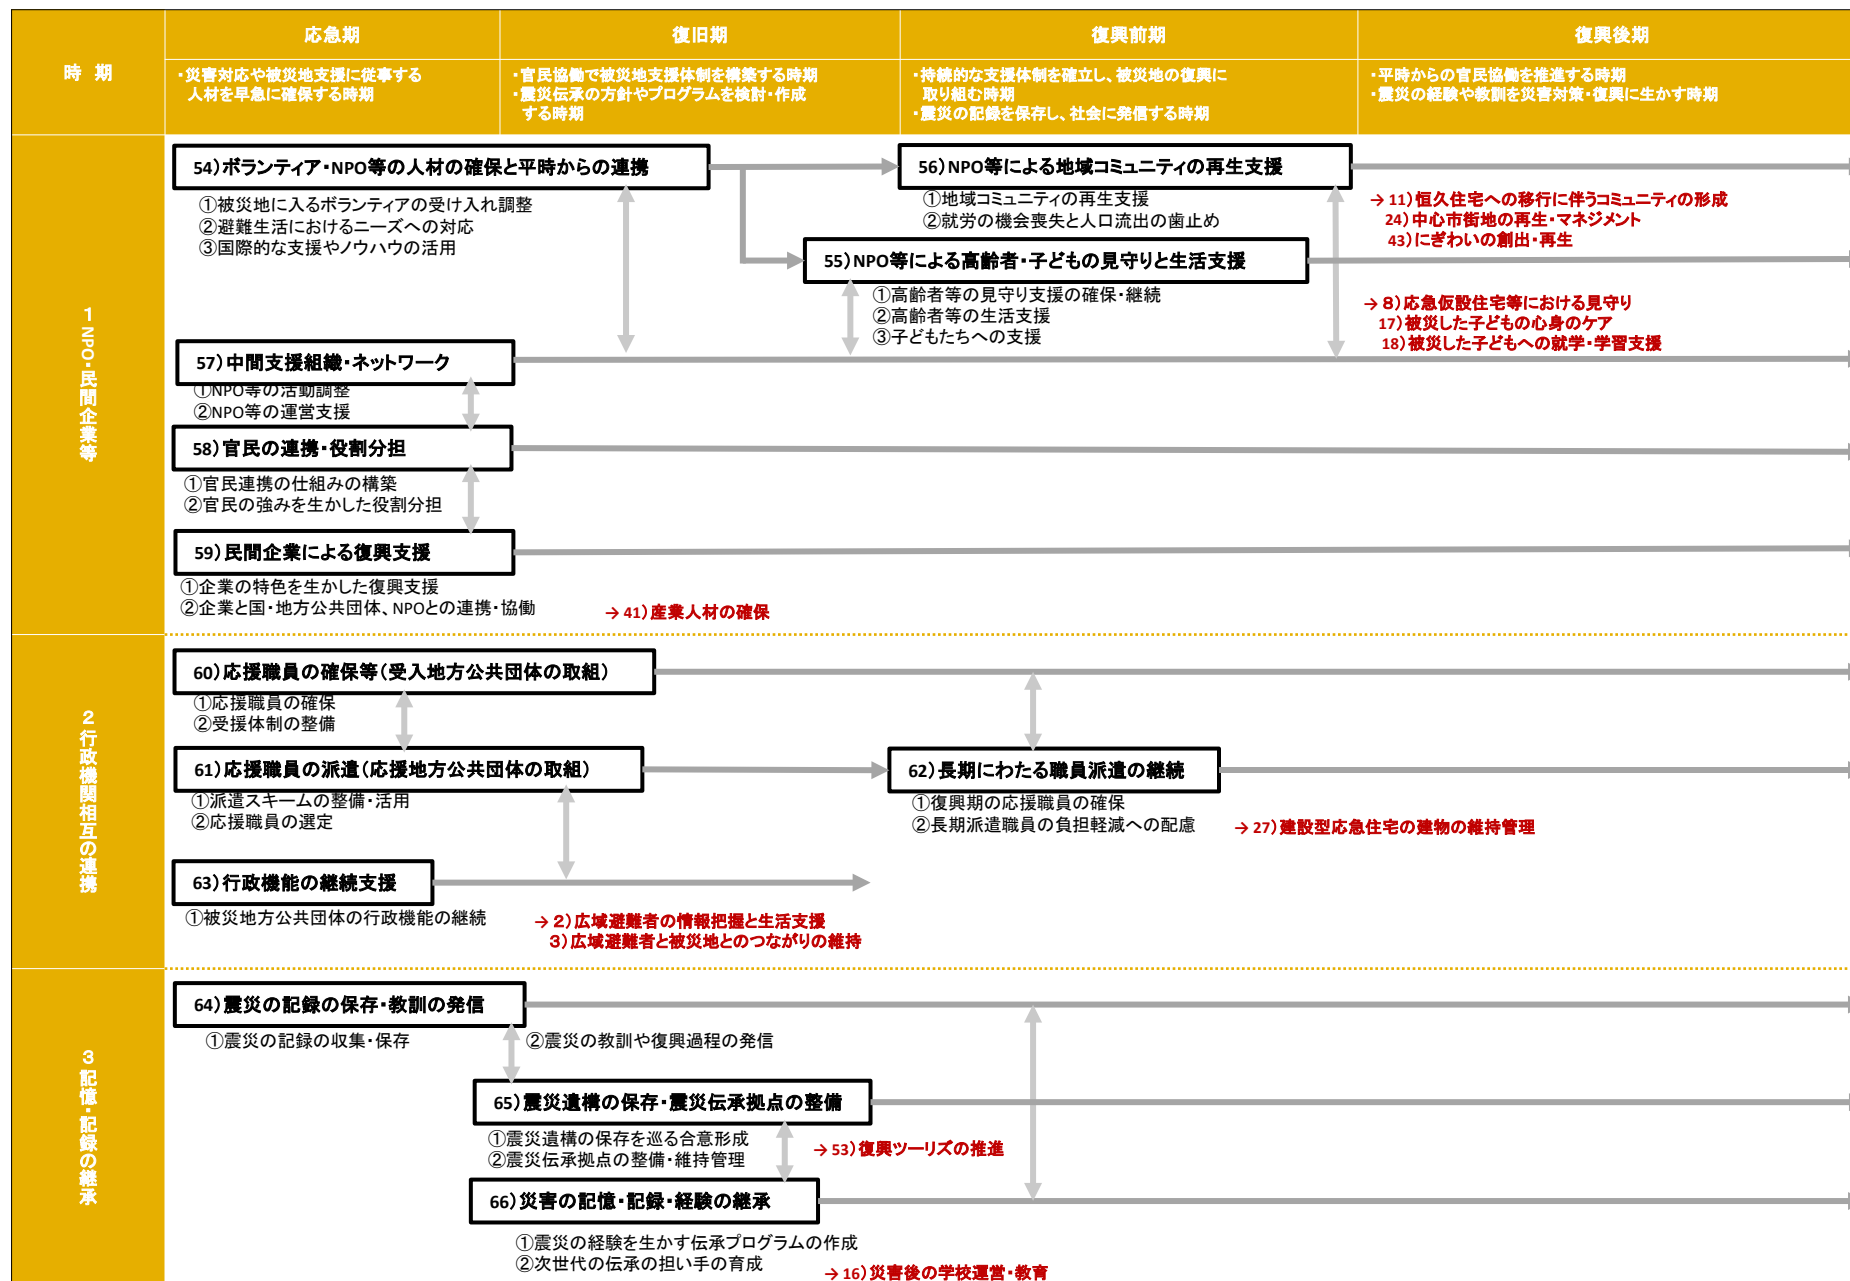 時 期
応急期
復旧期
復興前期
復興後期
・災害対応や被災地支援に従事する
人材を早急に確保する時期
・官民協働で被災地支援体制を構築する時期
・震災伝承の方針やプログラムを検討・作成
する時期
・持続的な支援体制を確立し、被災地の復興に
取り組む時期
・震災の記録を保存し、社会に発信する時期
・平時からの官民協働を推進する時期
・震災の経験や教訓を災害対策・復興に生かす時期
1 NPO・民間企業等
54)ボランティア・NPO等の人材の確保と平時からの連携
①被災地に入るボランティアの受け入れ調整
②避難生活におけるニーズへの対応
③国際的な支援やノウハウの活用
56)NPO等による地域コミュニティの再生支援
①地域コミュニティの再生支援
②就労の機会喪失と人口流出の歯止め
→11)恒久住宅への移行に伴うコミュニティの形成
24)中心市街地の再生・マネジメント
43)にぎわいの創出・再生
55)NPO等による高齢者・子どもの見守りと生活支援
①高齢者等の見守り支援の確保・継続
②高齢者等の生活支援
③子どもたちへの支援
→8)応急仮設住宅等における見守り
17)被災した子どもの心身のケア
18)被災した子どもへの就学・学習支援
57)中間支援組織・ネットワーク
①NPO等の活動調整
②NPO等の運営支援
58)官民の連携・役割分担
①官民連携の仕組みの構築
②官民の強みを生かした役割分担
59)民間企業による復興支援
①企業の特色を生かした復興支援
②企業と国・地方公共団体、NPOとの連携・協働
→41)産業人材の確保
2 行政機関相互の連携
60)応援職員の確保等(受入地方公共団体の取組)
①応援職員の確保
②受援体制の整備
61)応援職員の派遣(応援地方公共団体の取組)
①派遣スキームの整備・活用
②応援職員の選定
62)長期にわたる職員派遣の継続
①復興期の応援職員の確保
②長期派遣職員の負担軽減への配慮
→27)建設型応急住宅の建物の維持管理
63)行政機能の継続支援
①被災地方公共団体の行政機能の継続
→2)広域避難者の情報把握と生活支援
3)広域避難者と被災地とのつながりの維持
3 記憶・記録の継承
64)震災の記録の保存・教訓の発信
①震災の記録の収集・保存
②震災の教訓や復興過程の発信
65)震災遺構の保存・震災伝承拠点の整備
①震災遺構の保存を巡る合意形成
②震災伝承拠点の整備・維持管理
→53)復興ツーリズの推進
66)災害の記憶・記録・経験の継承
①震災の経験を生かす伝承プログラムの作成
②次世代の伝承の担い手の育成
→16)災害後の学校運営・教育